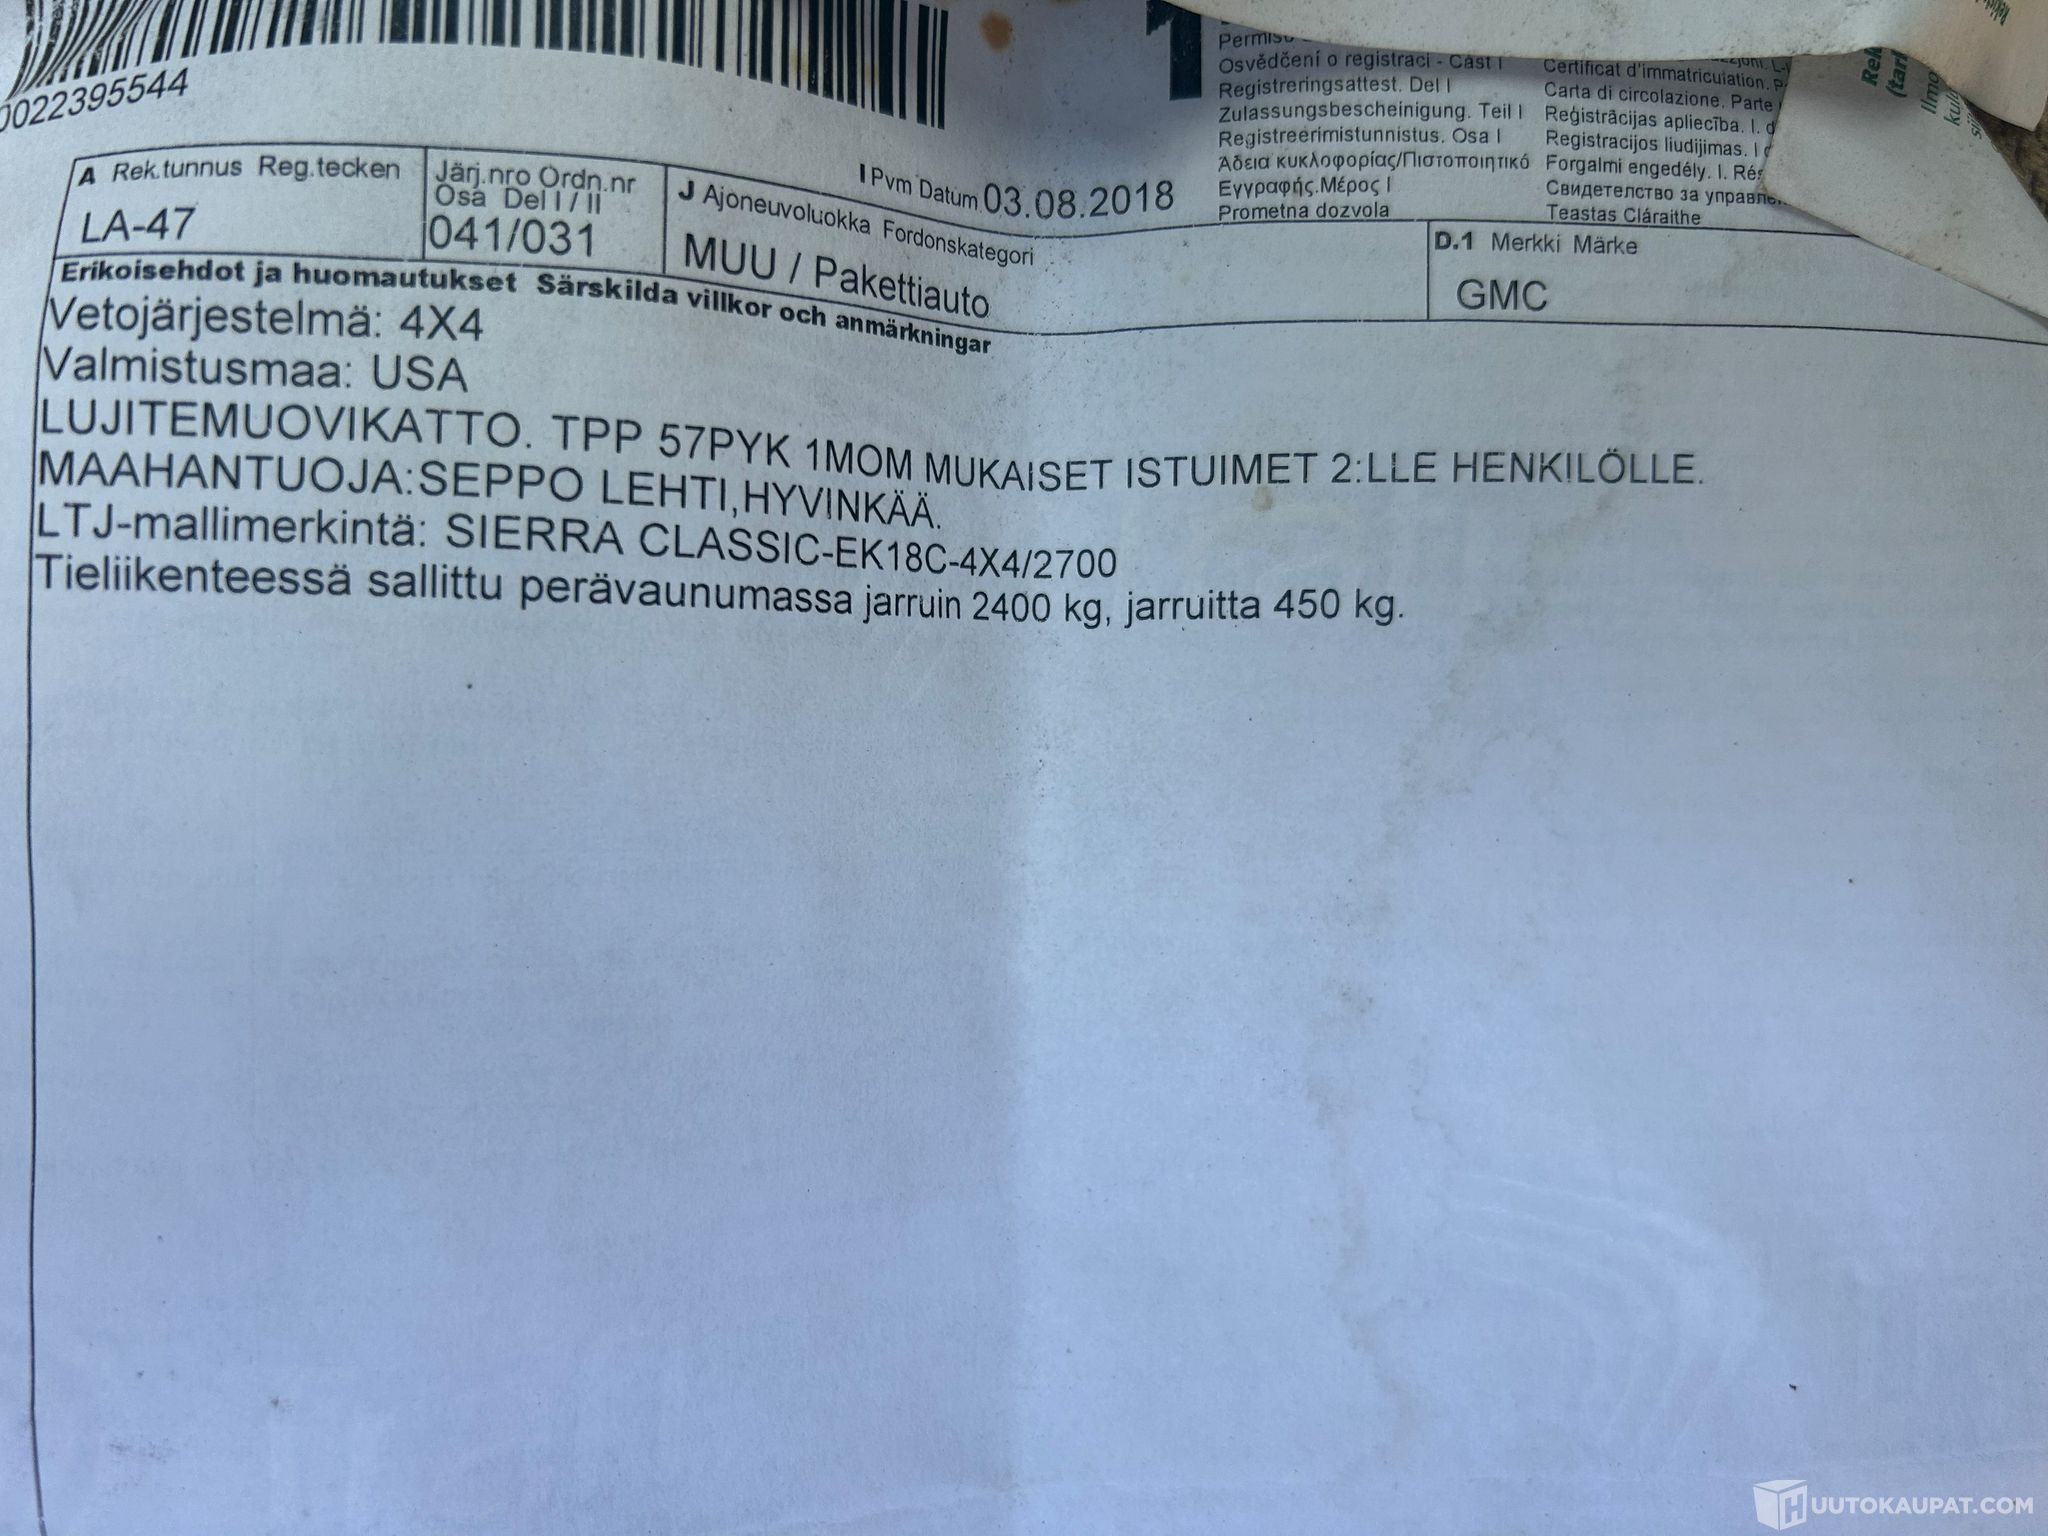 0022395544
1
Osvědčení o registraci - Část I
Registreringsattest. Del I
Zulassungsbescheinigung. Teil I
Registreerimistunnistus. Osa I
Άδεια κυκλοφορίας/Πιστοποιητικό
Εγγραφής.Μέρος I
Prometna dozvola
Certificat d'immatriculation.
Carta di circolazione. Parte
Reģistrācijas apliecība. I.
Registracijos liudijimas. I
Forgalmi engedély. I.
Свидетелство за
Teastas Cláraithe
A Rek.tunnus Reg.tecken
LA-47
Järj.nro Ordn.nr
Osa Del I / II
041/031
I Pvm Datum 03.08.2018
J Ajoneuvoluokka Fordonskategori
MUU / Pakettiauto
D.1 Merkki Märke
GMC
Erikoisehdot ja huomautukset Särskilda villkor och anmärkningar
Vetojärjestelmä: 4X4
Valmistusmaa: USA
LUJITEMUOVIKATTO. TPP 57PYK 1MOM MUKAISET ISTUIMET 2:LLE HENKILÖLLE.
MAAHANTUOJA:SEPPO LEHTI,HYVINKÄÄ.
LTJ-mallimerkintä: SIERRA CLASSIC-EK18C-4X4/2700
Tieliikenteessä sallittu perävaunumassa jarruin 2400 kg, jarruitta 450 kg.
HUUTOKAUPAT.COM